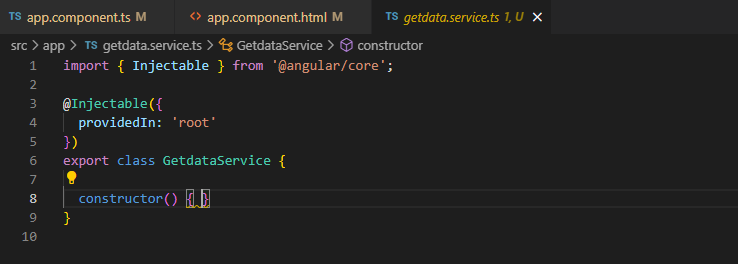 TS app.component.ts M
<> app.component.html M
TS getdata.service.ts 1, U
src > app > TS getdata.service.ts > GetdataService > constructor
1 import { Injectable } from '@angular/core';
2
3 @Injectable({
4 providedIn: 'root'
5 })
6 export class GetdataService {
7
8 constructor() { }
9 }
10